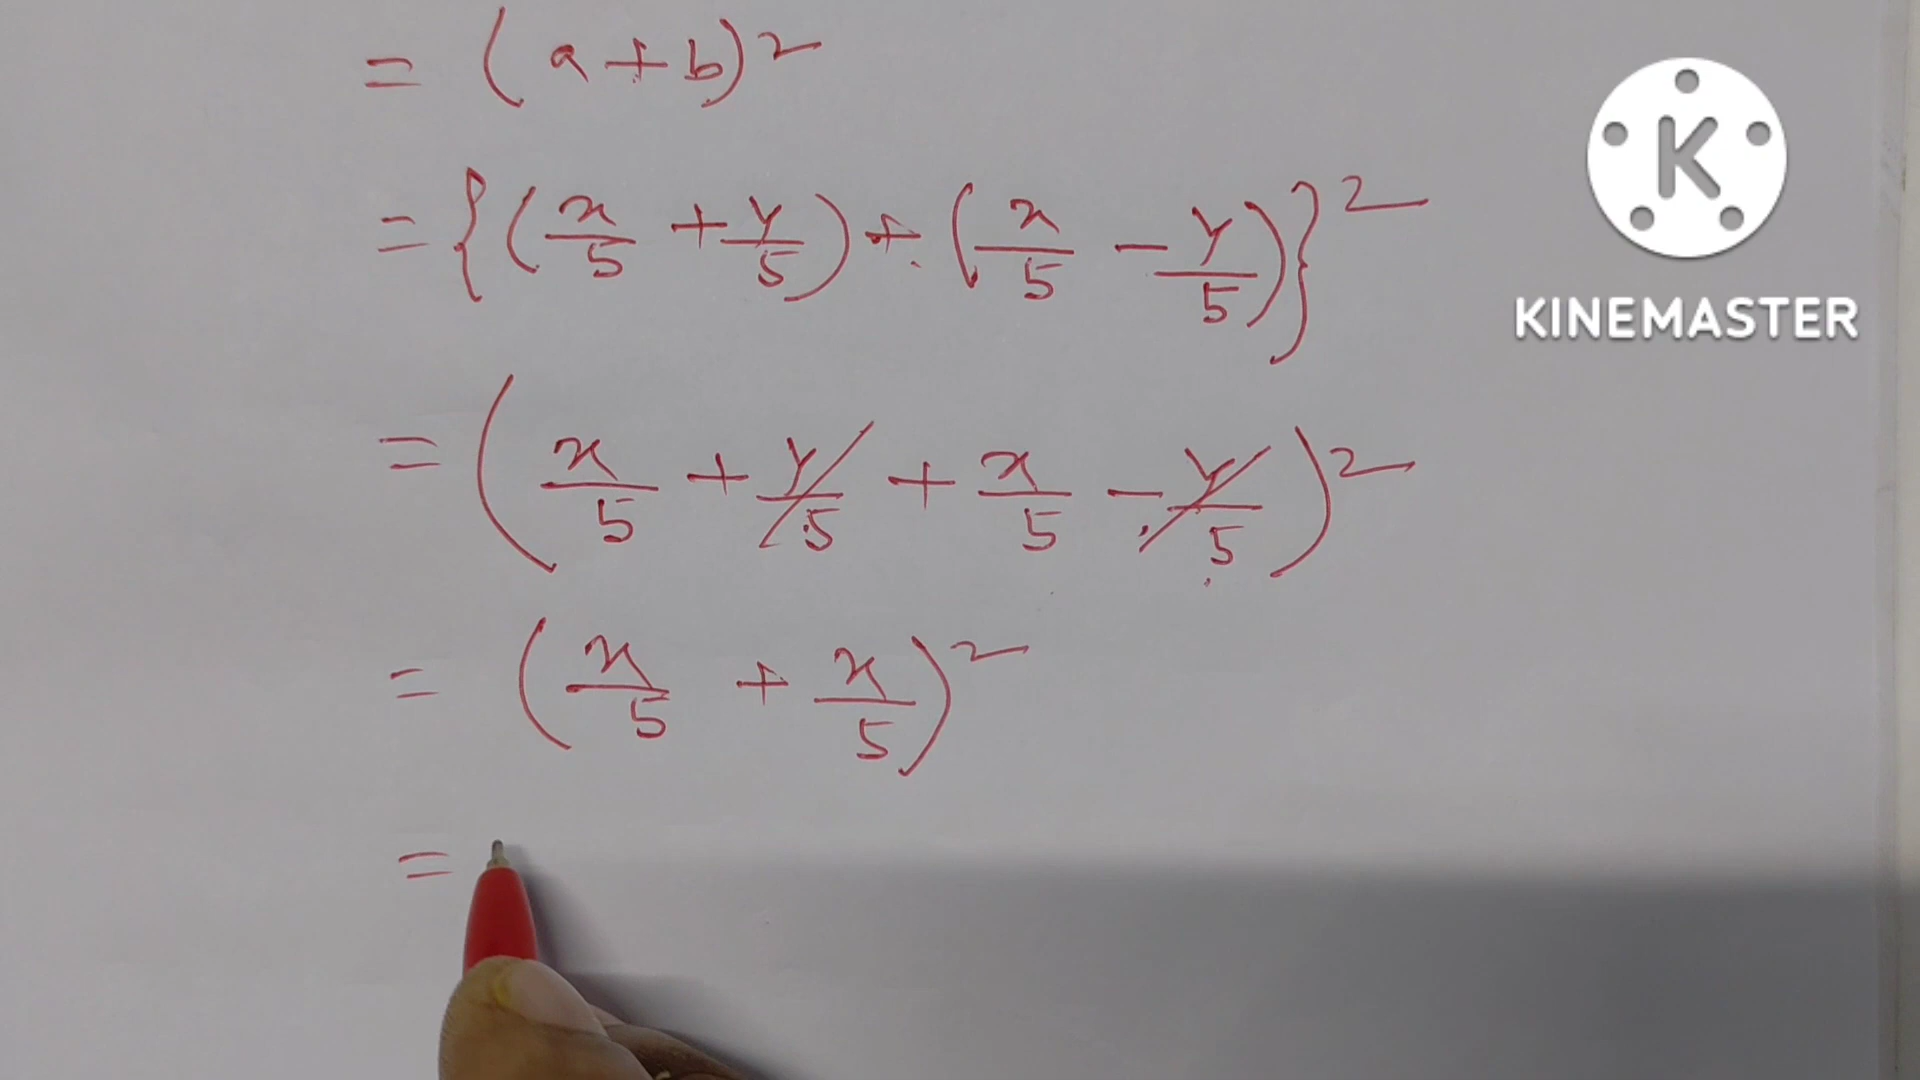 = (a + b)²
= {(x/5 + y/5) + (x/5 - y/5)}²
= (x/5 + y/5 + x/5 - y/5)²
= (x/5 + x/5)²
=
K
KINEMASTER